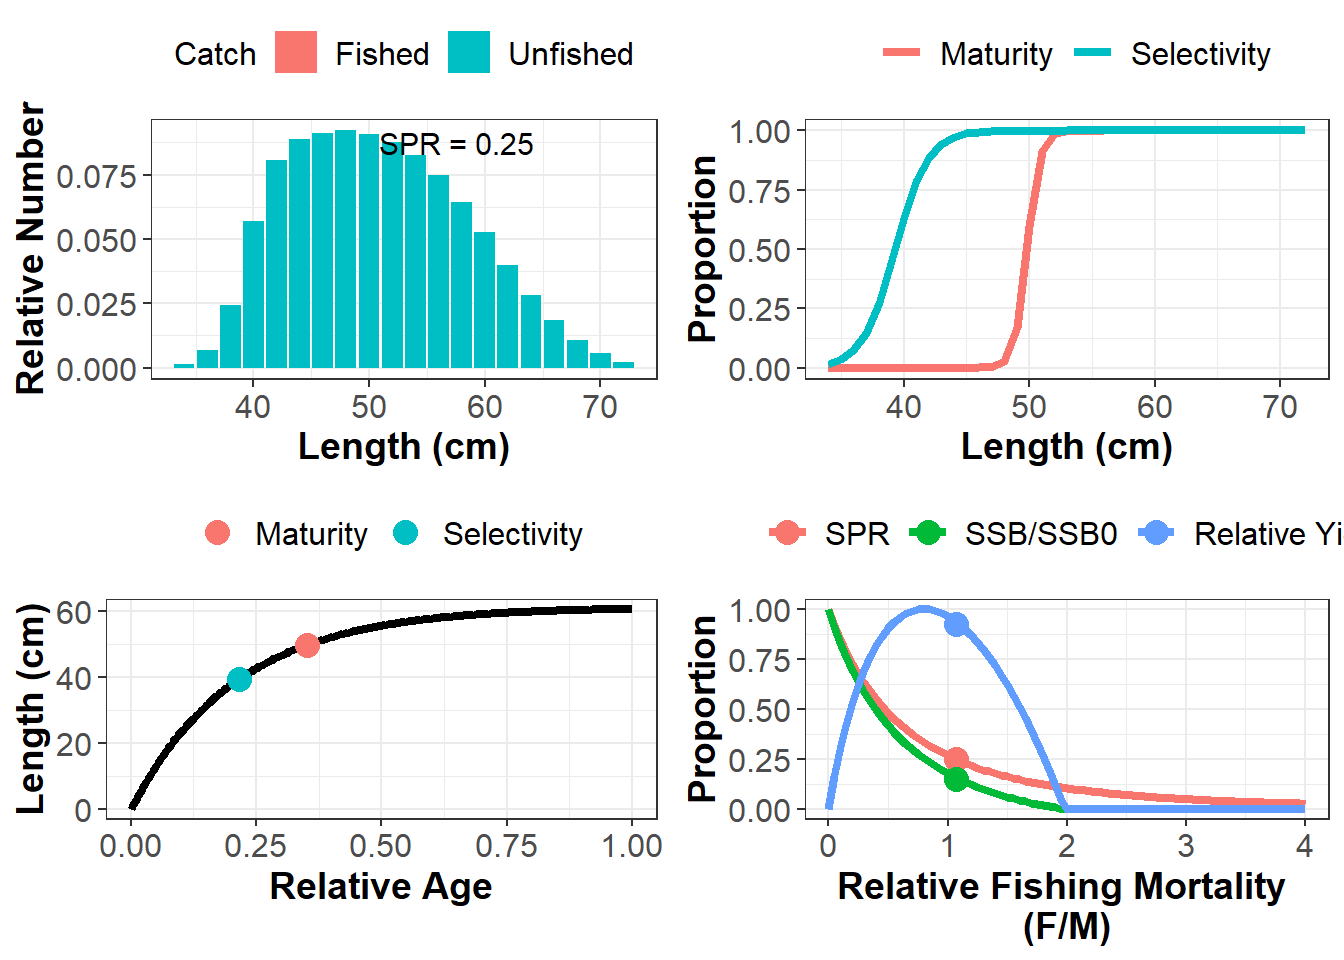 Catch Fished Unfished
Relative Number
0.075
0.050
0.025
0.000
SPR = 0.25
40 50 60 70
Length (cm)
Maturity Selectivity
Proportion
1.00
0.75
0.50
0.25
0.00
40 50 60 70
Length (cm)
Maturity Selectivity
Length (cm)
60
40
20
0
0.00 0.25 0.50 0.75 1.00
Relative Age
SPR SSB/SSB0 Relative Yi
Proportion
1.00
0.75
0.50
0.25
0.00
0 1 2 3 4
Relative Fishing Mortality
(F/M)